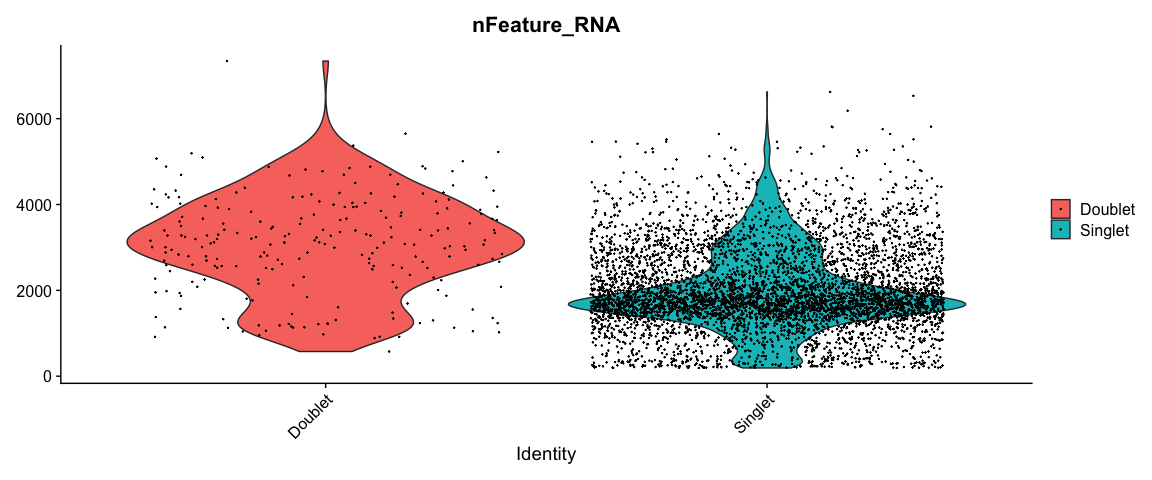 nFeature_RNA
6000
4000
2000
0
Doublet
Singlet
Identity
Doublet
Singlet